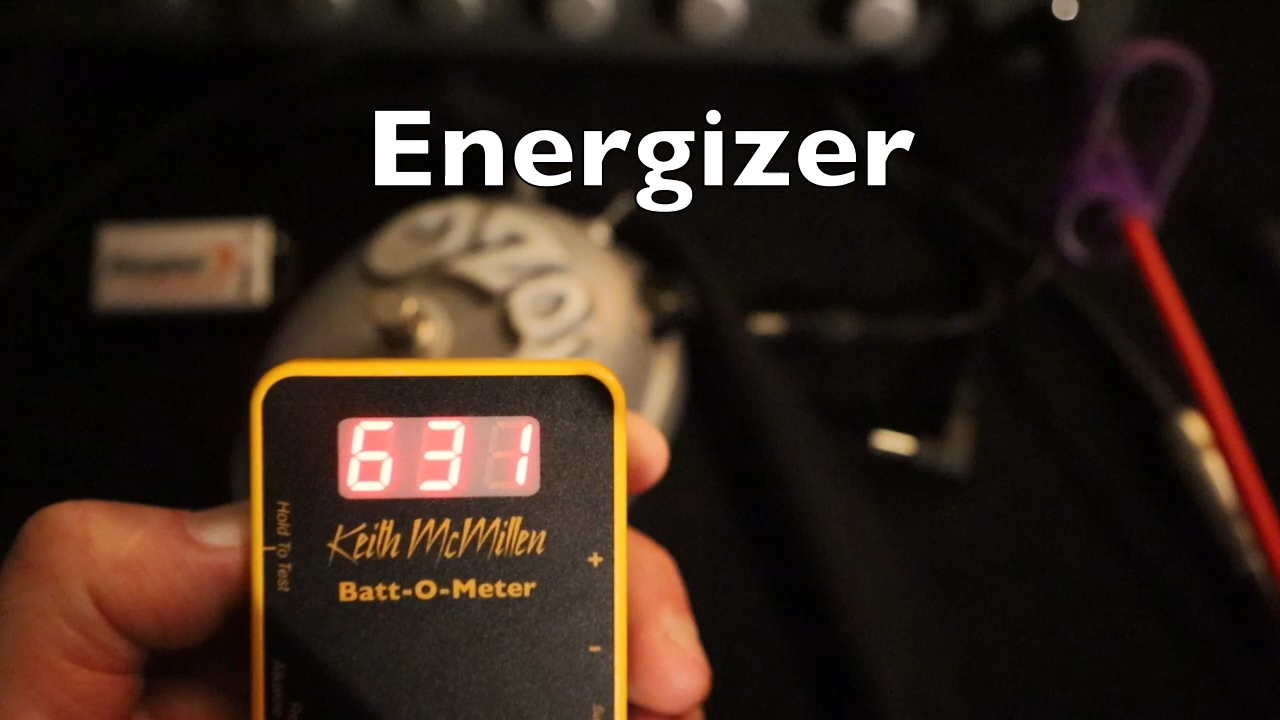 Energizer
631
Keith McMillen
Batt-O-Meter
Hold To Test
+
-